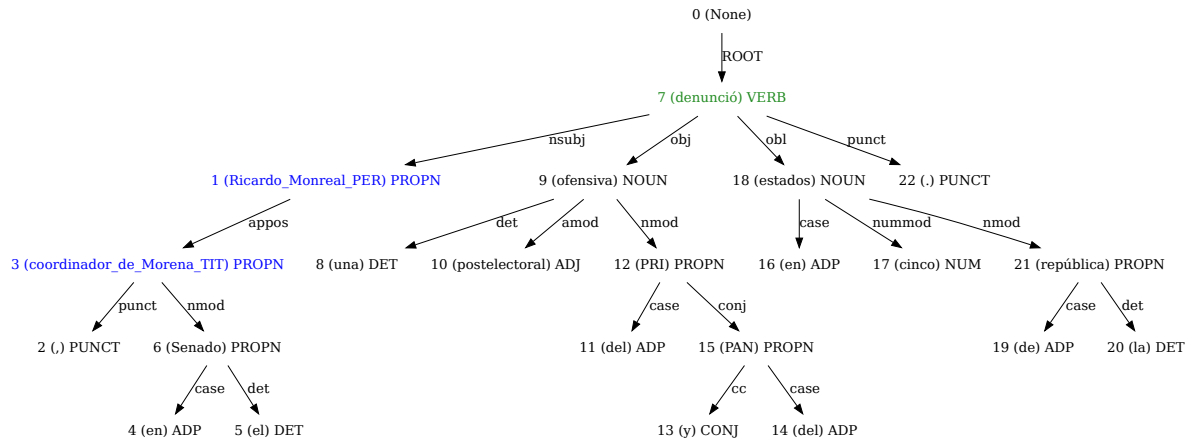 0 (None)
ROOT
7 (denunció) VERB
nsubj obj obl punct
1 (Ricardo_Monreal_PER) PROPN 9 (ofensiva) NOUN 18 (estados) NOUN 22 (.) PUNCT
appos det amod nmod case nummod nmod
3 (coordinador_de_Morena_TIT) PROPN 8 (una) DET 10 (postelectoral) ADJ 12 (PRI) PROPN 16 (en) ADP 17 (cinco) NUM 21 (república) PROPN
punct nmod case conj case det
2 (,) PUNCT 6 (Senado) PROPN 11 (del) ADP 15 (PAN) PROPN 19 (de) ADP 20 (la) DET
case det cc case
4 (en) ADP 5 (el) DET 13 (y) CONJ 14 (del) ADP